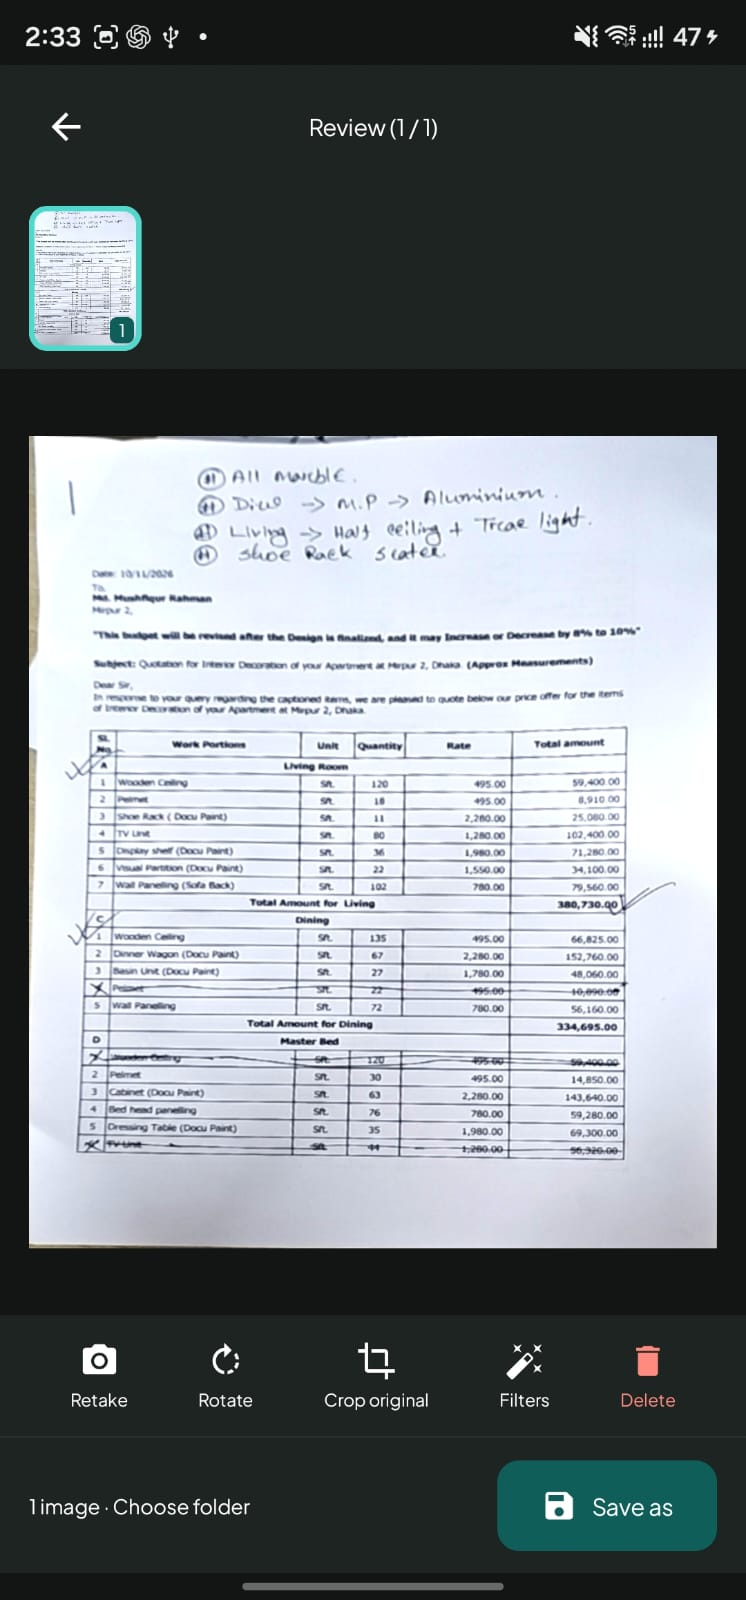 2:33
47
Review (1 / 1)
1
All Marble.
M.P → Aluminium.
Living → Half ceiling + light.
Shoe Rack
Date: 10/11/2026
To,
Md. Mushfiqur Rahman
Mirpur 2,
"This budget will be revised after the Design is finalized, and it may Increase or Decrease by 8% to 10%"
Subject: Quotation for Interior Decoration of your Apartment at Mirpur 2, Dhaka. (Approx Measurements)
Dear Sir,
In response to your query regarding the captioned items, we are pleased to quote below our price offer for the items
of Interior Decoration of your Apartment at Mirpur 2, Dhaka.
SL No. Work Portions Unit Quantity Rate Total amount
A Living Room
1 Wooden Ceiling Sft. 120 495.00 59,400.00
2 Pelmet Sft. 18 495.00 8,910.00
3 Shoe Rack ( Docu Paint) Sft. 11 2,280.00 25,080.00
4 TV Unit Sft. 80 1,280.00 102,400.00
5 Display shelf (Docu Paint) Sft. 36 1,980.00 71,280.00
6 Visual Partition (Docu Paint) Sft. 22 1,550.00 34,100.00
7 Wall Panelling (Sofa Back) Sft. 102 780.00 79,560.00
Total Amount for Living 380,730.00
C Dining
1 Wooden Ceiling Sft. 135 495.00 66,825.00
2 Dinner Wagon (Docu Paint) Sft. 67 2,280.00 152,760.00
3 Basin Unit (Docu Paint) Sft. 27 1,780.00 48,060.00
Pelmet Sft. 22 495.00 10,890.00
5 Wall Panelling Sft. 72 780.00 56,160.00
Total Amount for Dining 334,695.00
D Master Bed
Wooden Ceiling Sft. 120 495.00 59,400.00
2 Pelmet Sft. 30 495.00 14,850.00
3 Cabinet (Docu Paint) Sft. 63 2,280.00 143,640.00
4 Bed head panelling Sft. 76 780.00 59,280.00
5 Dressing Table (Docu Paint) Sft. 35 1,980.00 69,300.00
TV Unit Sft. 44 1,280.00 56,320.00
Retake
Rotate
Crop original
Filters
Delete
1 image · Choose folder
Save as